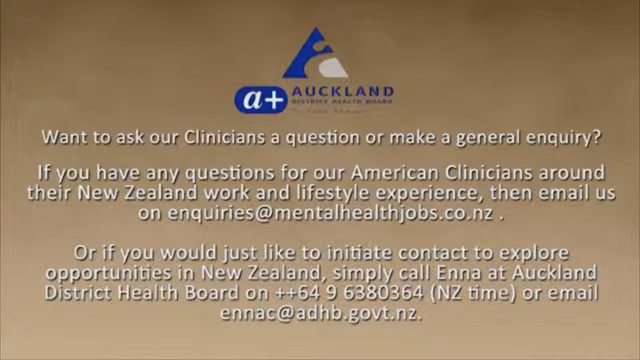 a+
AUCKLAND
DISTRICT HEALTH BOARD
Want to ask our Clinicians a question or make a general enquiry?
If you have any questions for our American Clinicians around
their New Zealand work and lifestyle experience, then email us
on enquiries@mentalhealthjobs.co.nz .
Or if you would just like to initiate contact to explore
opportunities in New Zealand, simply call Enna at Auckland
District Health Board on ++64 9 6380364 (NZ time) or email
ennac@adhb.govt.nz.